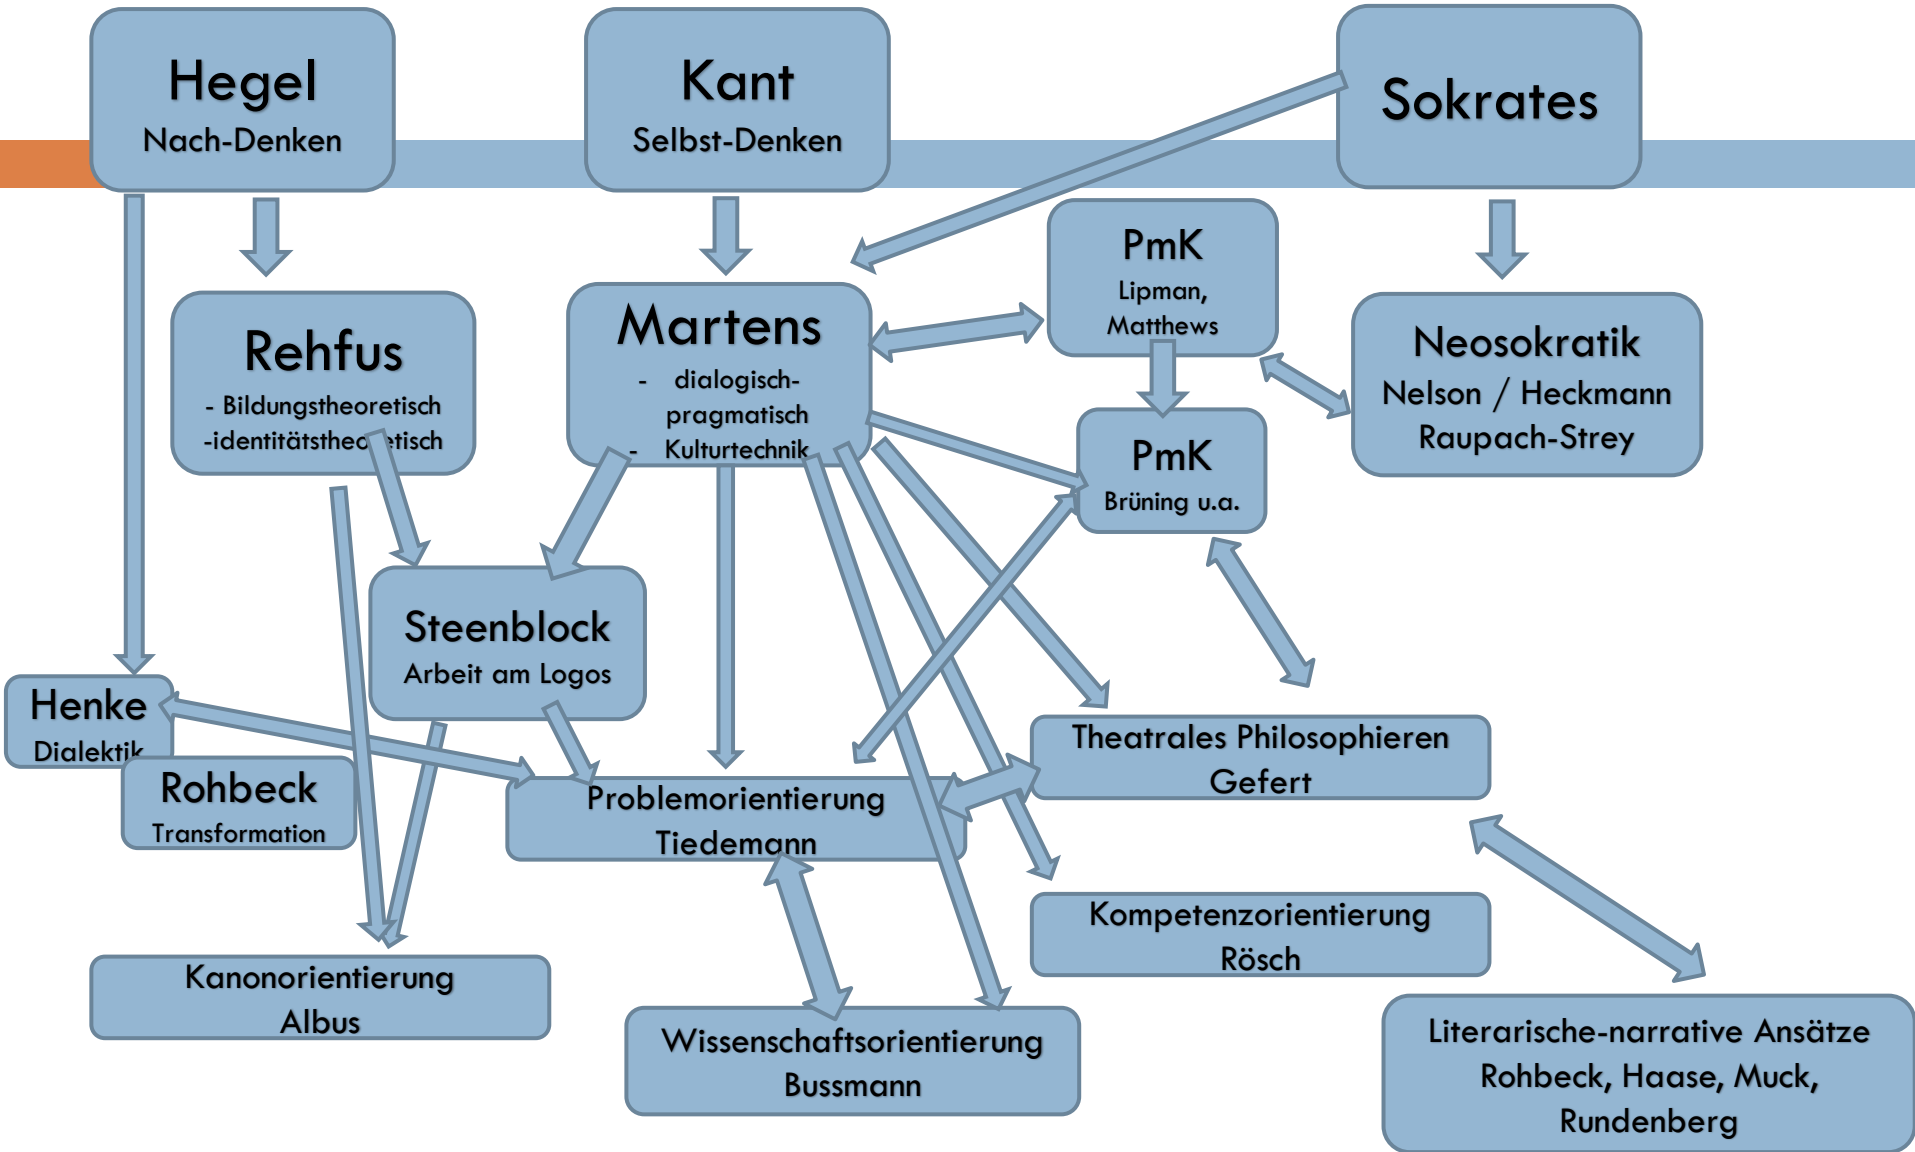 Hegel
Nach-Denken
Kant
Selbst-Denken
Sokrates
PmK
Lipman,
Matthews
Rehfus
- Bildungstheoretisch
-identitätstheoretisch
Martens
- dialogisch-
pragmatisch
- Kulturtechnik
Neosokratik
Nelson / Heckmann
Raupach-Strey
PmK
Brüning u.a.
Steenblock
Arbeit am Logos
Henke
Dialektik
Rohbeck
Transformation
Problemorientierung
Tiedemann
Theatrales Philosophieren
Gefert
Kompetenzorientierung
Rösch
Kanonorientierung
Albus
Wissenschaftsorientierung
Bussmann
Literarische-narrative Ansätze
Rohbeck, Haase, Muck,
Rundenberg